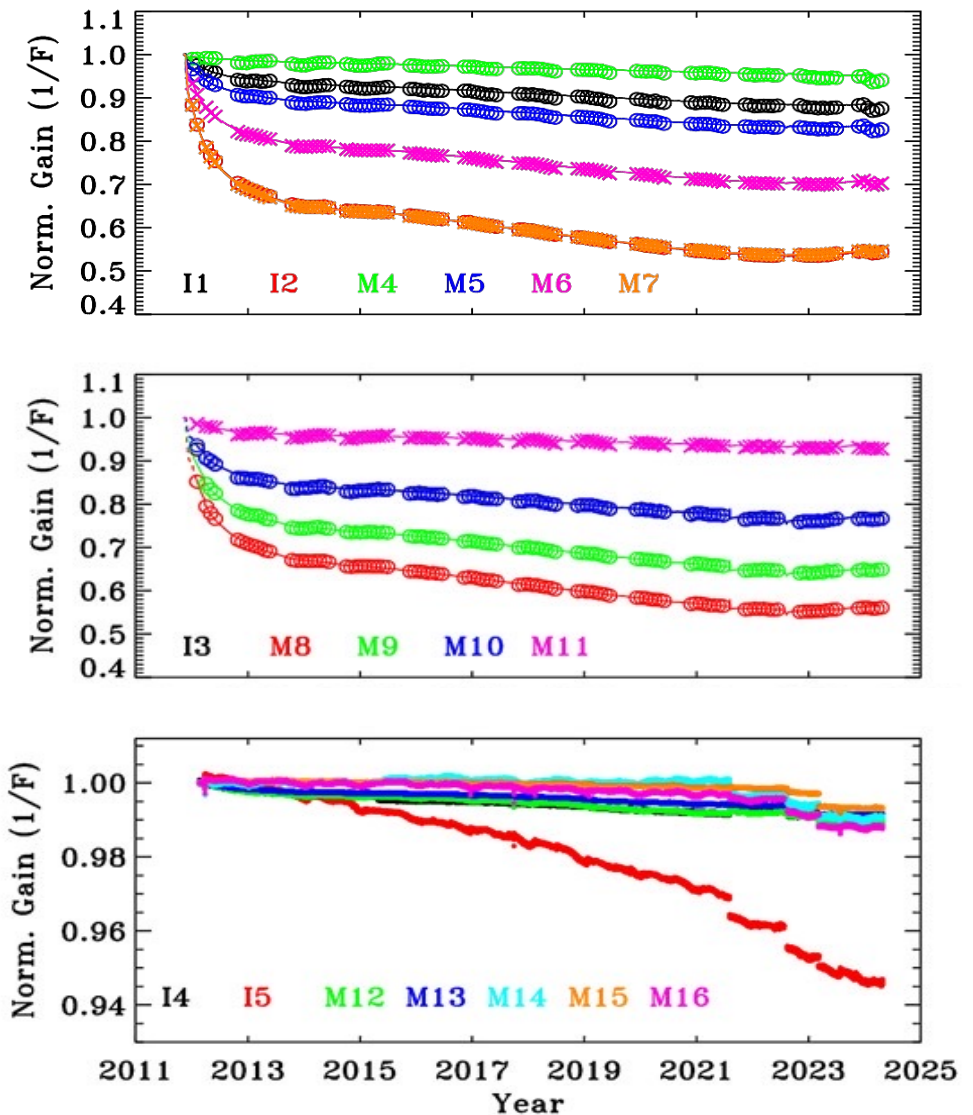 1.1
1.0
0.9
0.8
0.7
0.6
0.5
0.4
Norm. Gain (1/F)
I1 I2 M4 M5 M6 M7
1.1
1.0
0.9
0.8
0.7
0.6
0.5
0.4
Norm. Gain (1/F)
I3 M8 M9 M10 M11
1.00
0.98
0.96
0.94
Norm. Gain (1/F)
I4 I5 M12 M13 M14 M15 M16
2011 2013 2015 2017 2019 2021 2023 2025
Year